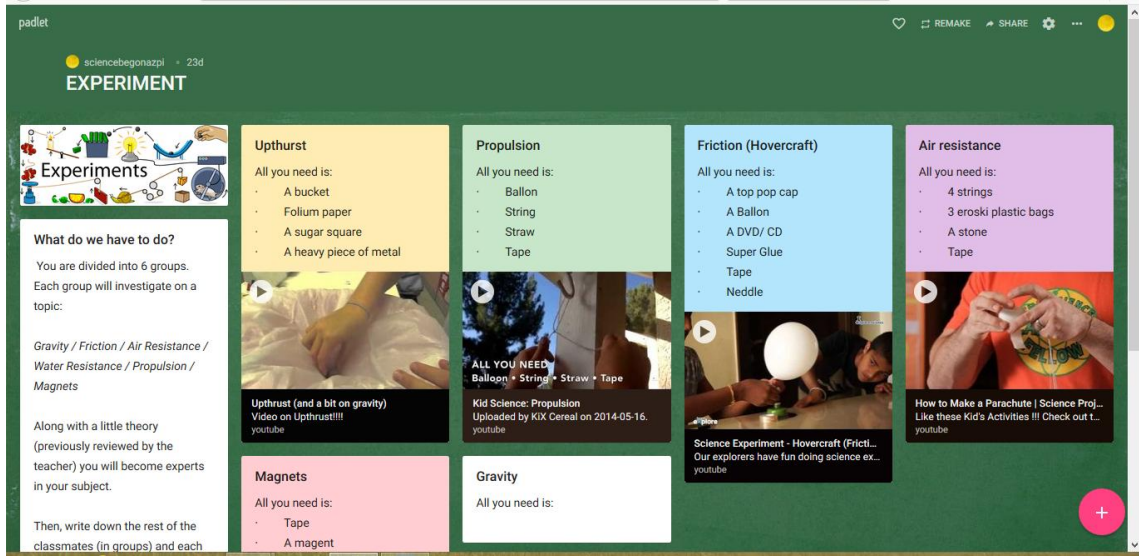 padlet
REMAKE
SHARE
sciencebegonazpi • 23d
EXPERIMENT
Experiments
What do we have to do?
You are divided into 6 groups.
Each group will investigate on a
topic:
Gravity / Friction / Air Resistance /
Water Resistance / Propulsion /
Magnets
Along with a little theory
(previously reviewed by the
teacher) you will become experts
in your subject.
Then, write down the rest of the
classmates (in groups) and each
Upthurst
All you need is:
· A bucket
· Folium paper
· A sugar square
· A heavy piece of metal
Upthrust (and a bit on gravity)
Video on Upthrust!!!!
youtube
Magnets
All you need is:
· Tape
· A magent
Propulsion
All you need is:
· Ballon
· String
· Straw
· Tape
ALL YOU NEED
Balloon • String • Straw • Tape
Kid Science: Propulsion
Uploaded by KiX Cereal on 2014-05-16.
youtube
Gravity
All you need is:
Friction (Hovercraft)
All you need is:
· A top pop cap
· A Ballon
· A DVD/ CD
· Super Glue
· Tape
· Neddle
Science Experiment - Hovercraft (Fricti...
Our explorers have fun doing science ex...
youtube
Air resistance
All you need is:
· 4 strings
· 3 eroski plastic bags
· A stone
· Tape
How to Make a Parachute | Science Proj...
Like these Kid's Activities !!! Check out t...
youtube